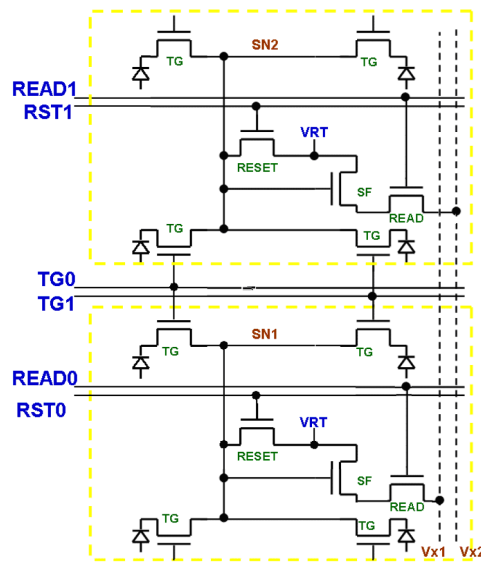 SN2
TG TG
READ1
RST1
VRT
RESET
SF
READ
TG TG
TG0
TG1
SN1
TG TG
READ0
RST0
VRT
RESET
SF
READ
TG TG
Vx1 Vx2